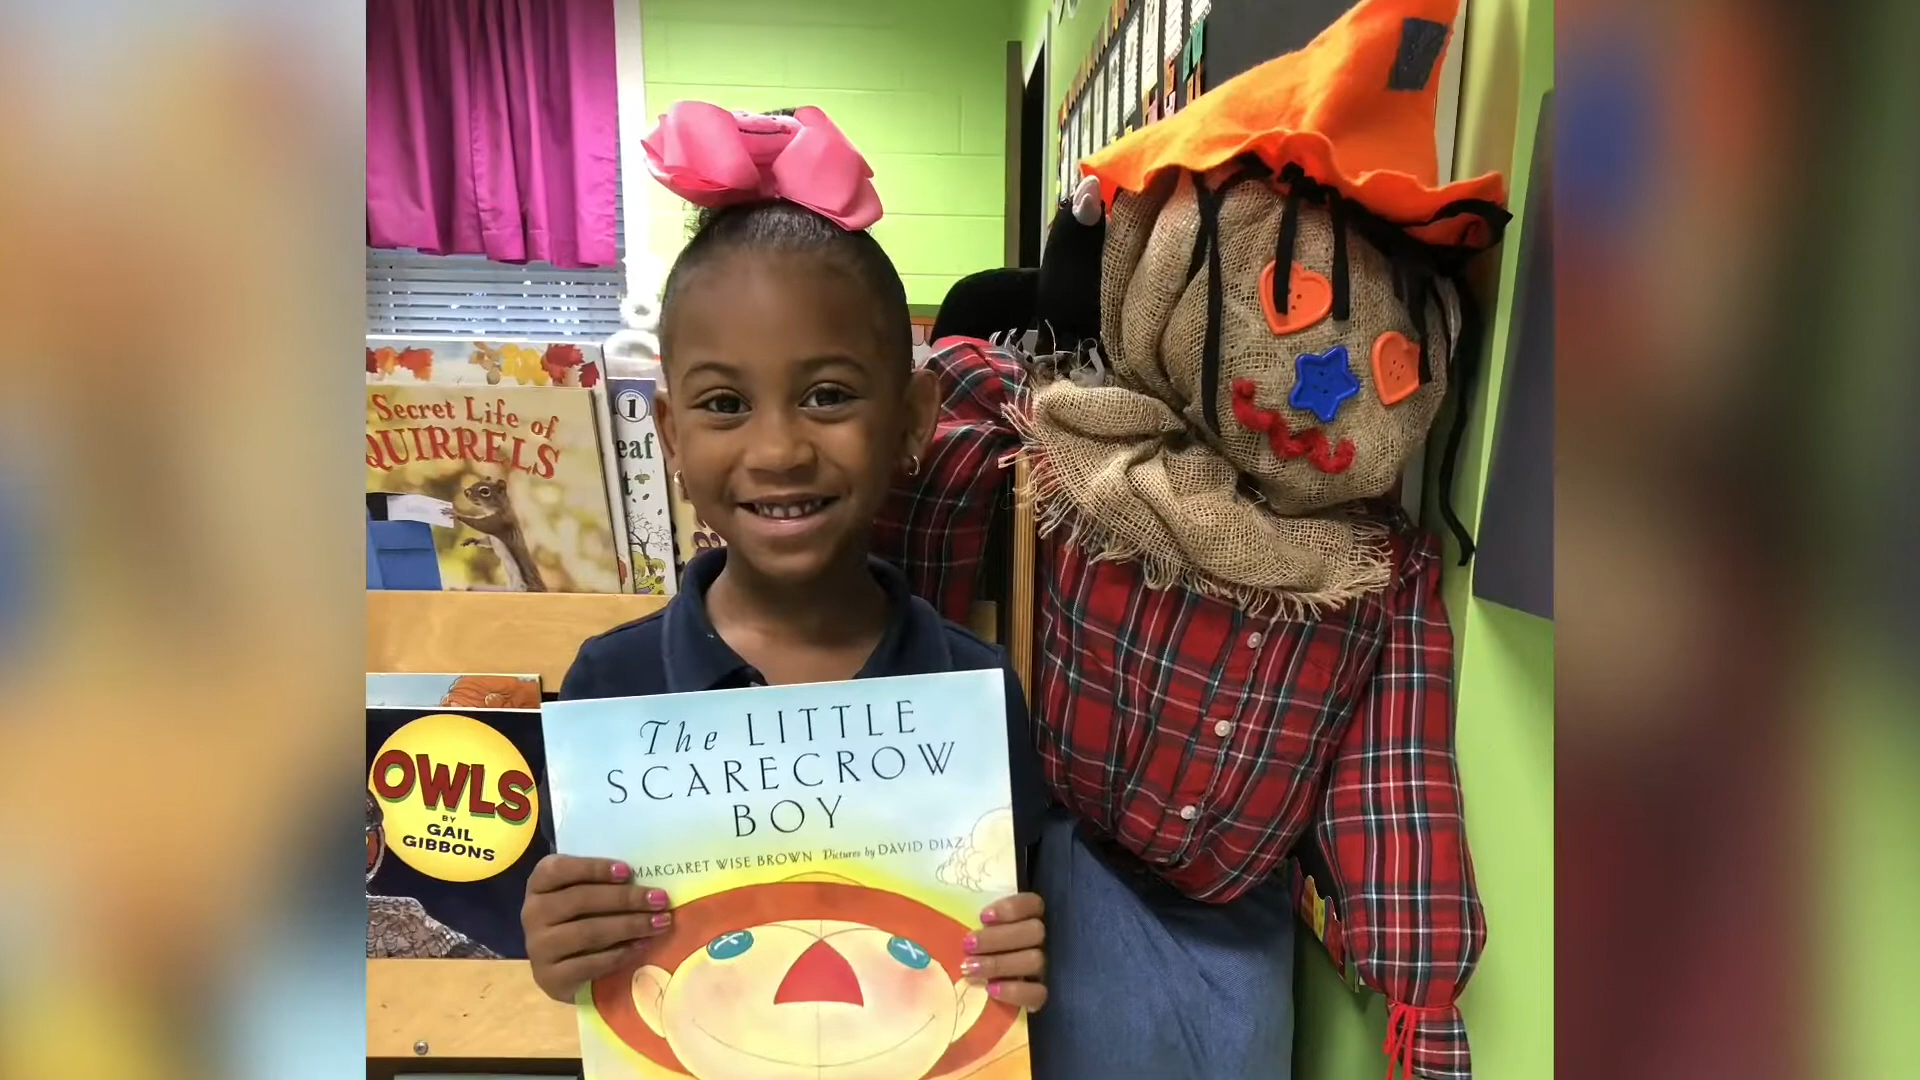 Secret Life of
QUIRRELS
1
eaf
t
OWLS
BY
GAIL
GIBBONS
The LITTLE
SCARECROW
BOY
MARGARET WISE BROWN Pictures by DAVID DIAZ